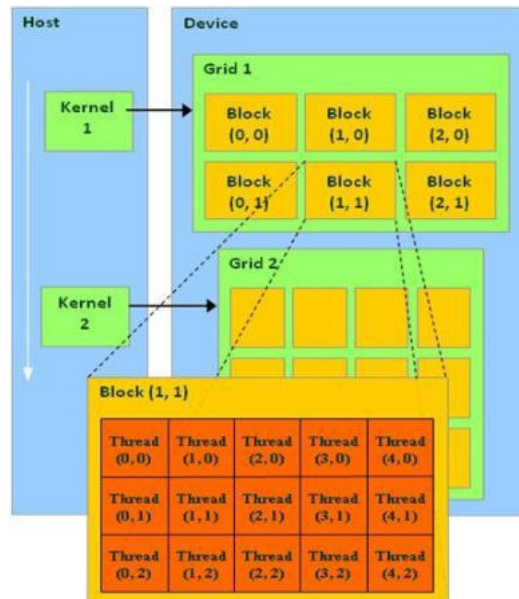 Host
Device
Grid 1
Kernel
1
Block
(0, 0)
Block
(1, 0)
Block
(2, 0)
Block
(0, 1)
Block
(1, 1)
Block
(2, 1)
Grid 2
Kernel
2
Block (1, 1)
Thread
(0, 0)
Thread
(1, 0)
Thread
(2, 0)
Thread
(3, 0)
Thread
(4, 0)
Thread
(0, 1)
Thread
(1, 1)
Thread
(2, 1)
Thread
(3, 1)
Thread
(4, 1)
Thread
(0, 2)
Thread
(1, 2)
Thread
(2, 2)
Thread
(3, 2)
Thread
(4, 2)